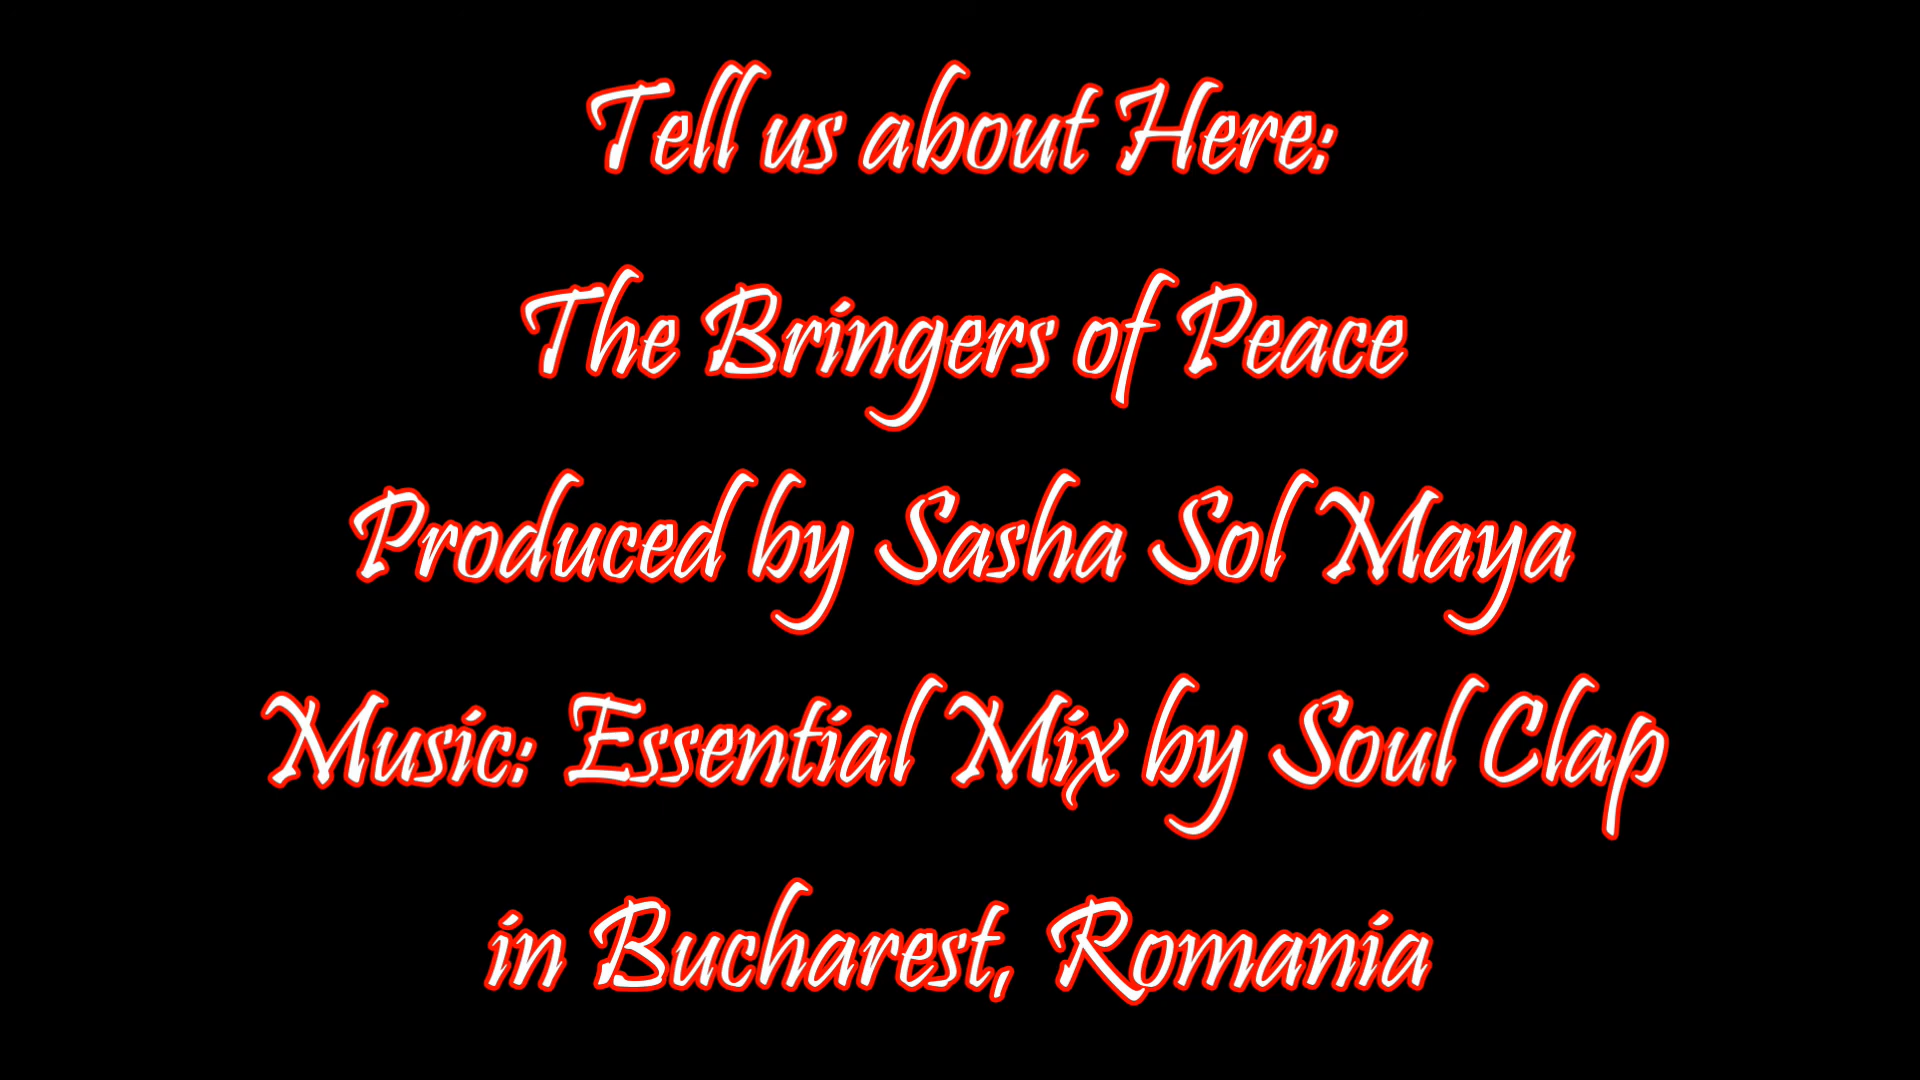 Tell us about Here:
The Bringers of Peace
Produced by Sasha Sol Maya
Music: Essential Mix by Soul Clap
in Bucharest, Romania